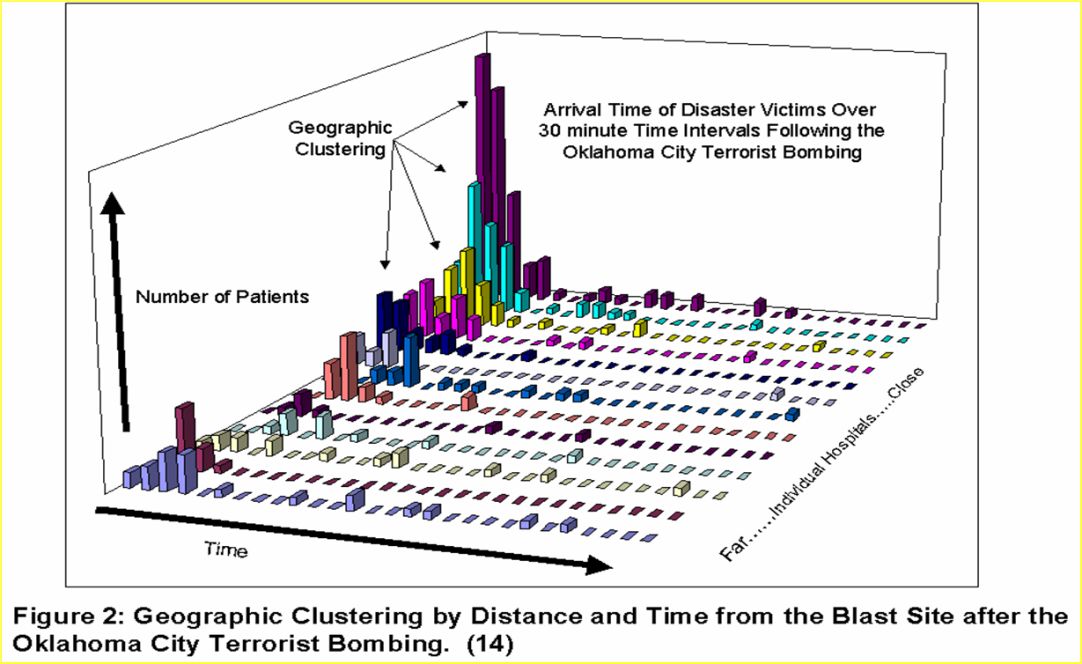 Geographic
Clustering
Arrival Time of Disaster Victims Over
30 minute Time Intervals Following the
Oklahoma City Terrorist Bombing
Number of Patients
Time
Far......Individual Hospitals.....Close
Figure 2: Geographic Clustering by Distance and Time from the Blast Site after the
Oklahoma City Terrorist Bombing. (14)